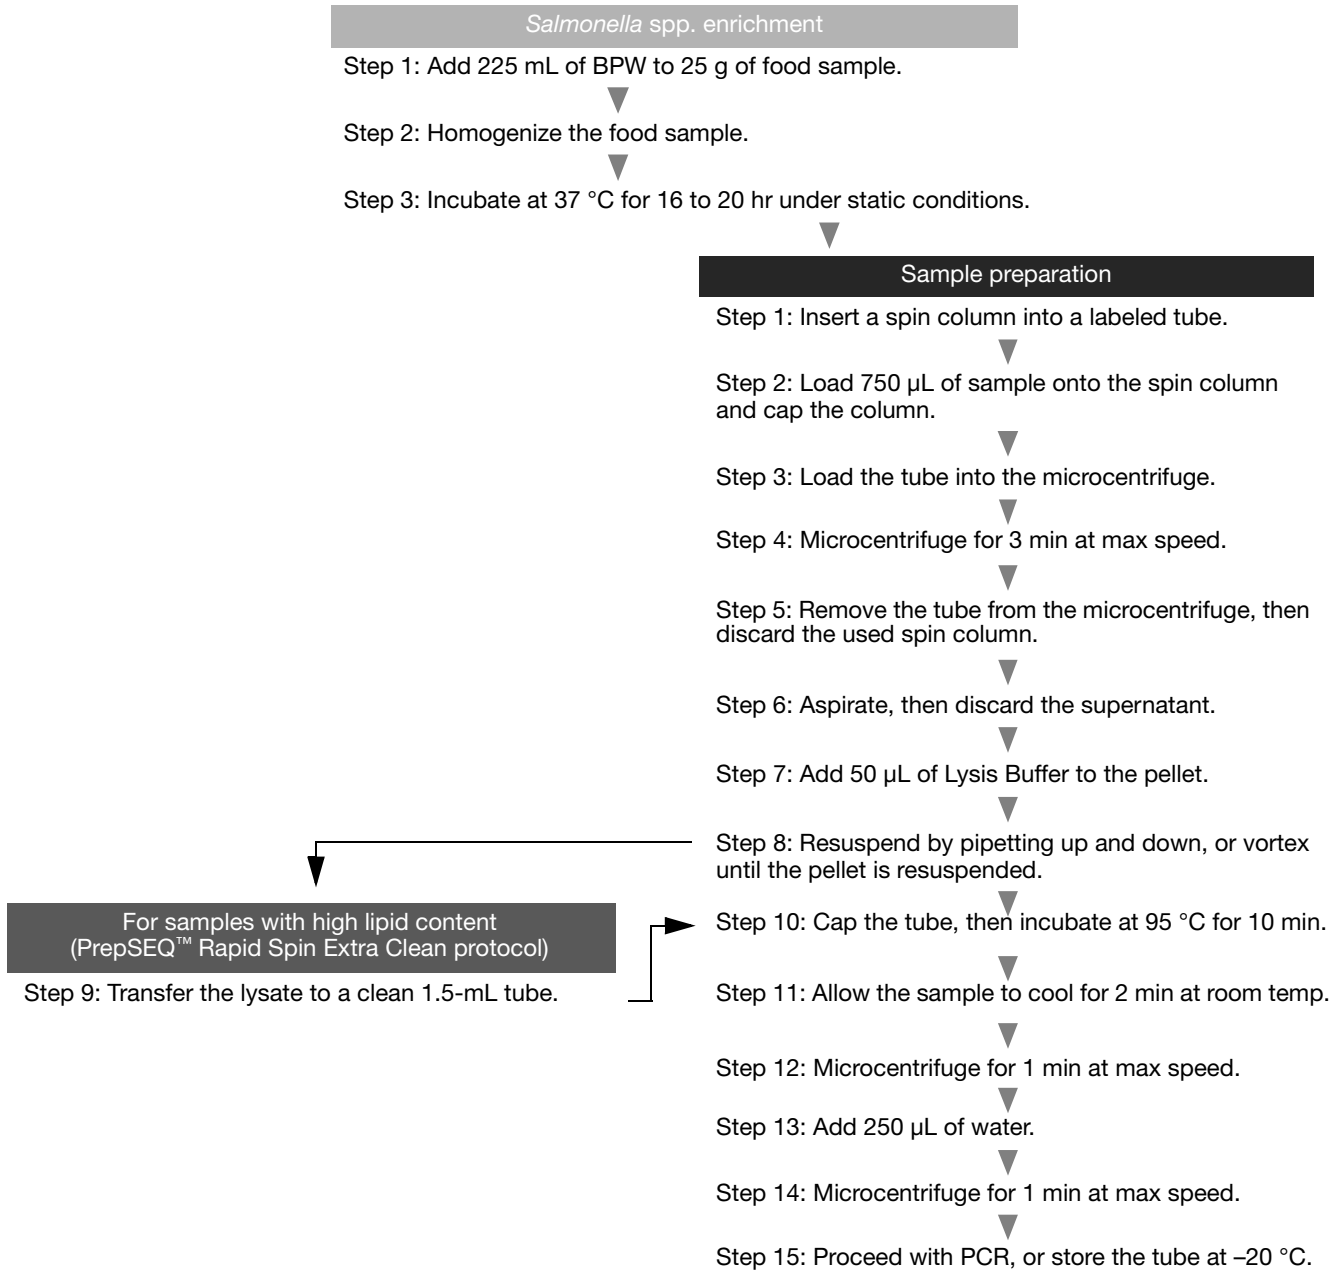 Salmonella spp. enrichment
Step 1: Add 225 mL of BPW to 25 g of food sample.
Step 2: Homogenize the food sample.
Step 3: Incubate at 37 °C for 16 to 20 hr under static conditions.
Sample preparation
Step 1: Insert a spin column into a labeled tube.
Step 2: Load 750 µL of sample onto the spin column
and cap the column.
Step 3: Load the tube into the microcentrifuge.
Step 4: Microcentrifuge for 3 min at max speed.
Step 5: Remove the tube from the microcentrifuge, then
discard the used spin column.
Step 6: Aspirate, then discard the supernatant.
Step 7: Add 50 µL of Lysis Buffer to the pellet.
Step 8: Resuspend by pipetting up and down, or vortex
until the pellet is resuspended.
For samples with high lipid content
(PrepSEQ™ Rapid Spin Extra Clean protocol)
Step 9: Transfer the lysate to a clean 1.5-mL tube.
Step 10: Cap the tube, then incubate at 95 °C for 10 min.
Step 11: Allow the sample to cool for 2 min at room temp.
Step 12: Microcentrifuge for 1 min at max speed.
Step 13: Add 250 µL of water.
Step 14: Microcentrifuge for 1 min at max speed.
Step 15: Proceed with PCR, or store the tube at –20 °C.